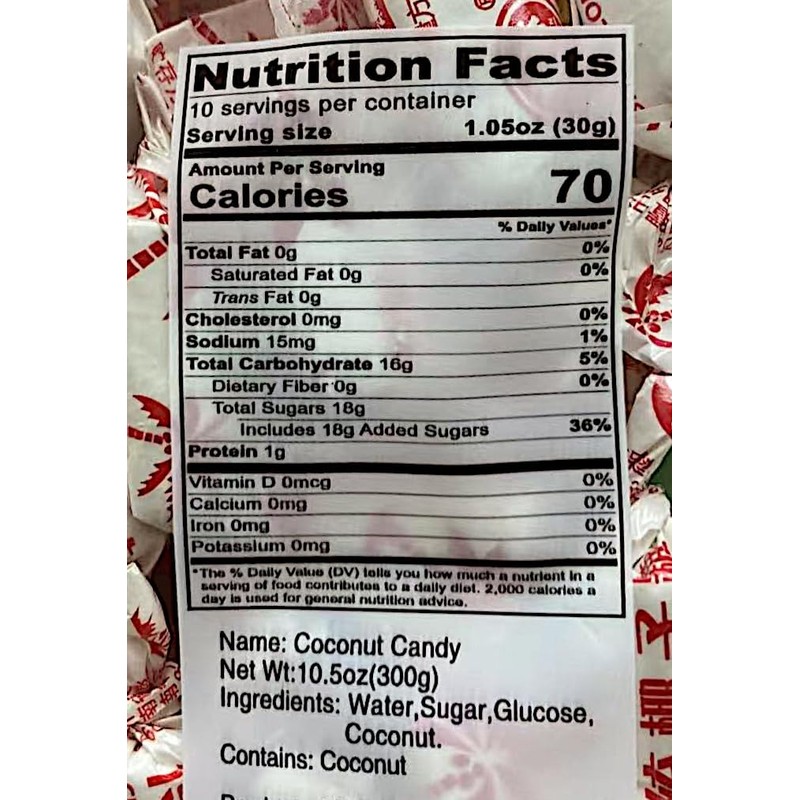 Nutrition Facts
10 servings per container
Serving size 1.05oz (30g)
Amount Per Serving
Calories 70
% Daily Values*
Total Fat 0g 0%
Saturated Fat 0g 0%
Trans Fat 0g
Cholesterol 0mg 0%
Sodium 15mg 1%
Total Carbohydrate 16g 5%
Dietary Fiber 0g 0%
Total Sugars 18g
Includes 18g Added Sugars 36%
Protein 1g
Vitamin D 0mcg 0%
Calcium 0mg 0%
Iron 0mg 0%
Potassium 0mg 0%
*The % Daily Value (DV) tells you how much a nutrient in a
serving of food contributes to a daily diet. 2,000 calories a
day is used for general nutrition advice.
Name: Coconut Candy
Net Wt:10.5oz(300g)
Ingredients: Water,Sugar,Glucose,
Coconut.
Contains: Coconut
椰子